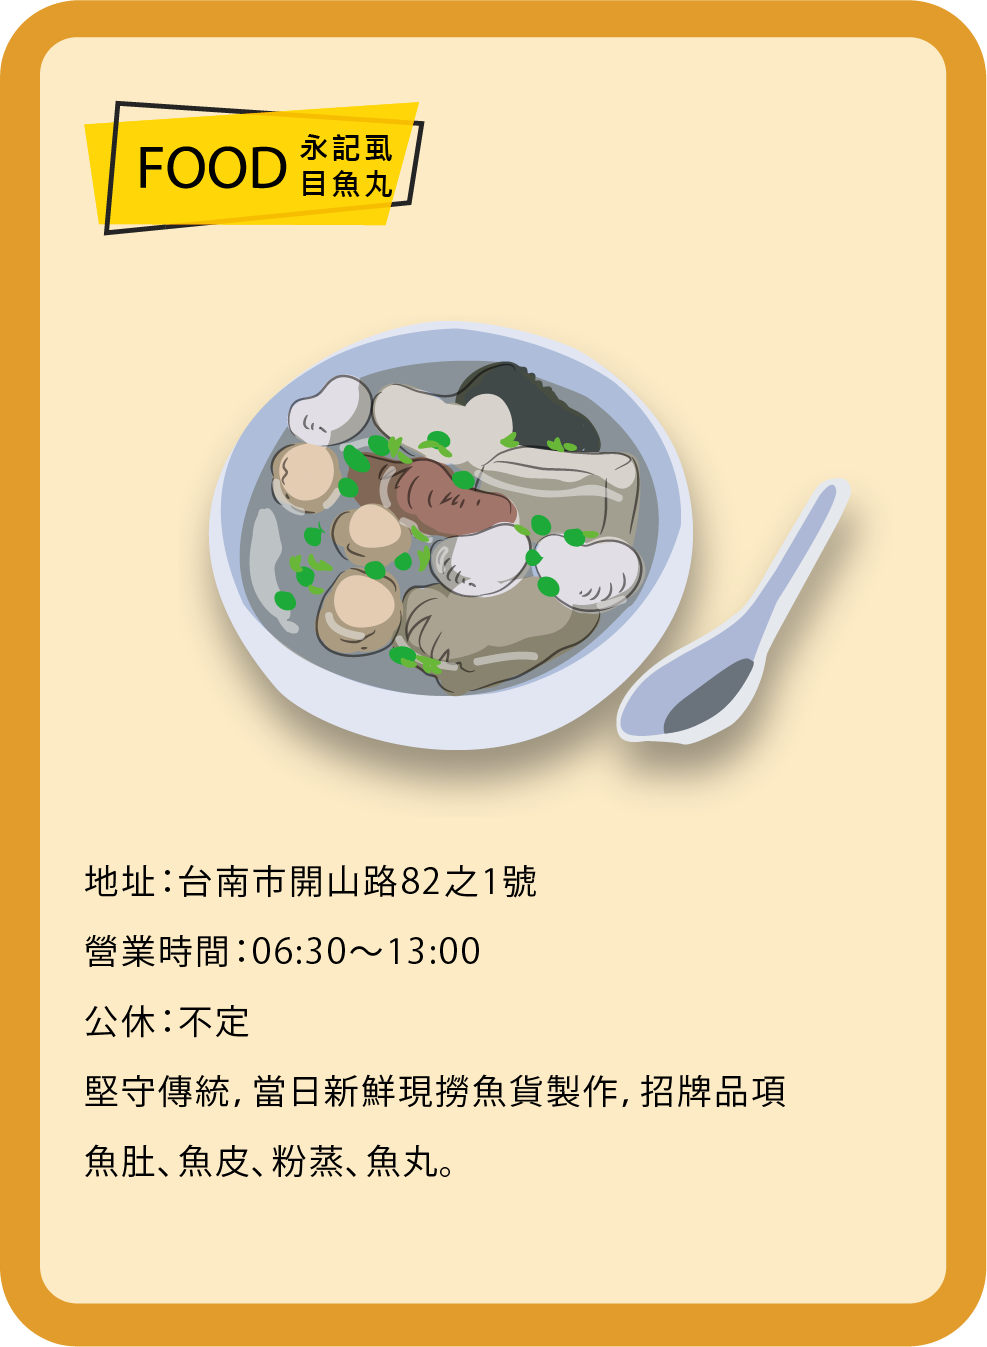 FOOD 永記虱
目魚丸
地址：台南市開山路82之1號
營業時間：06:30～13:00
公休：不定
堅守傳統，當日新鮮現撈魚貨製作，招牌品項
魚肚、魚皮、粉蒸、魚丸。